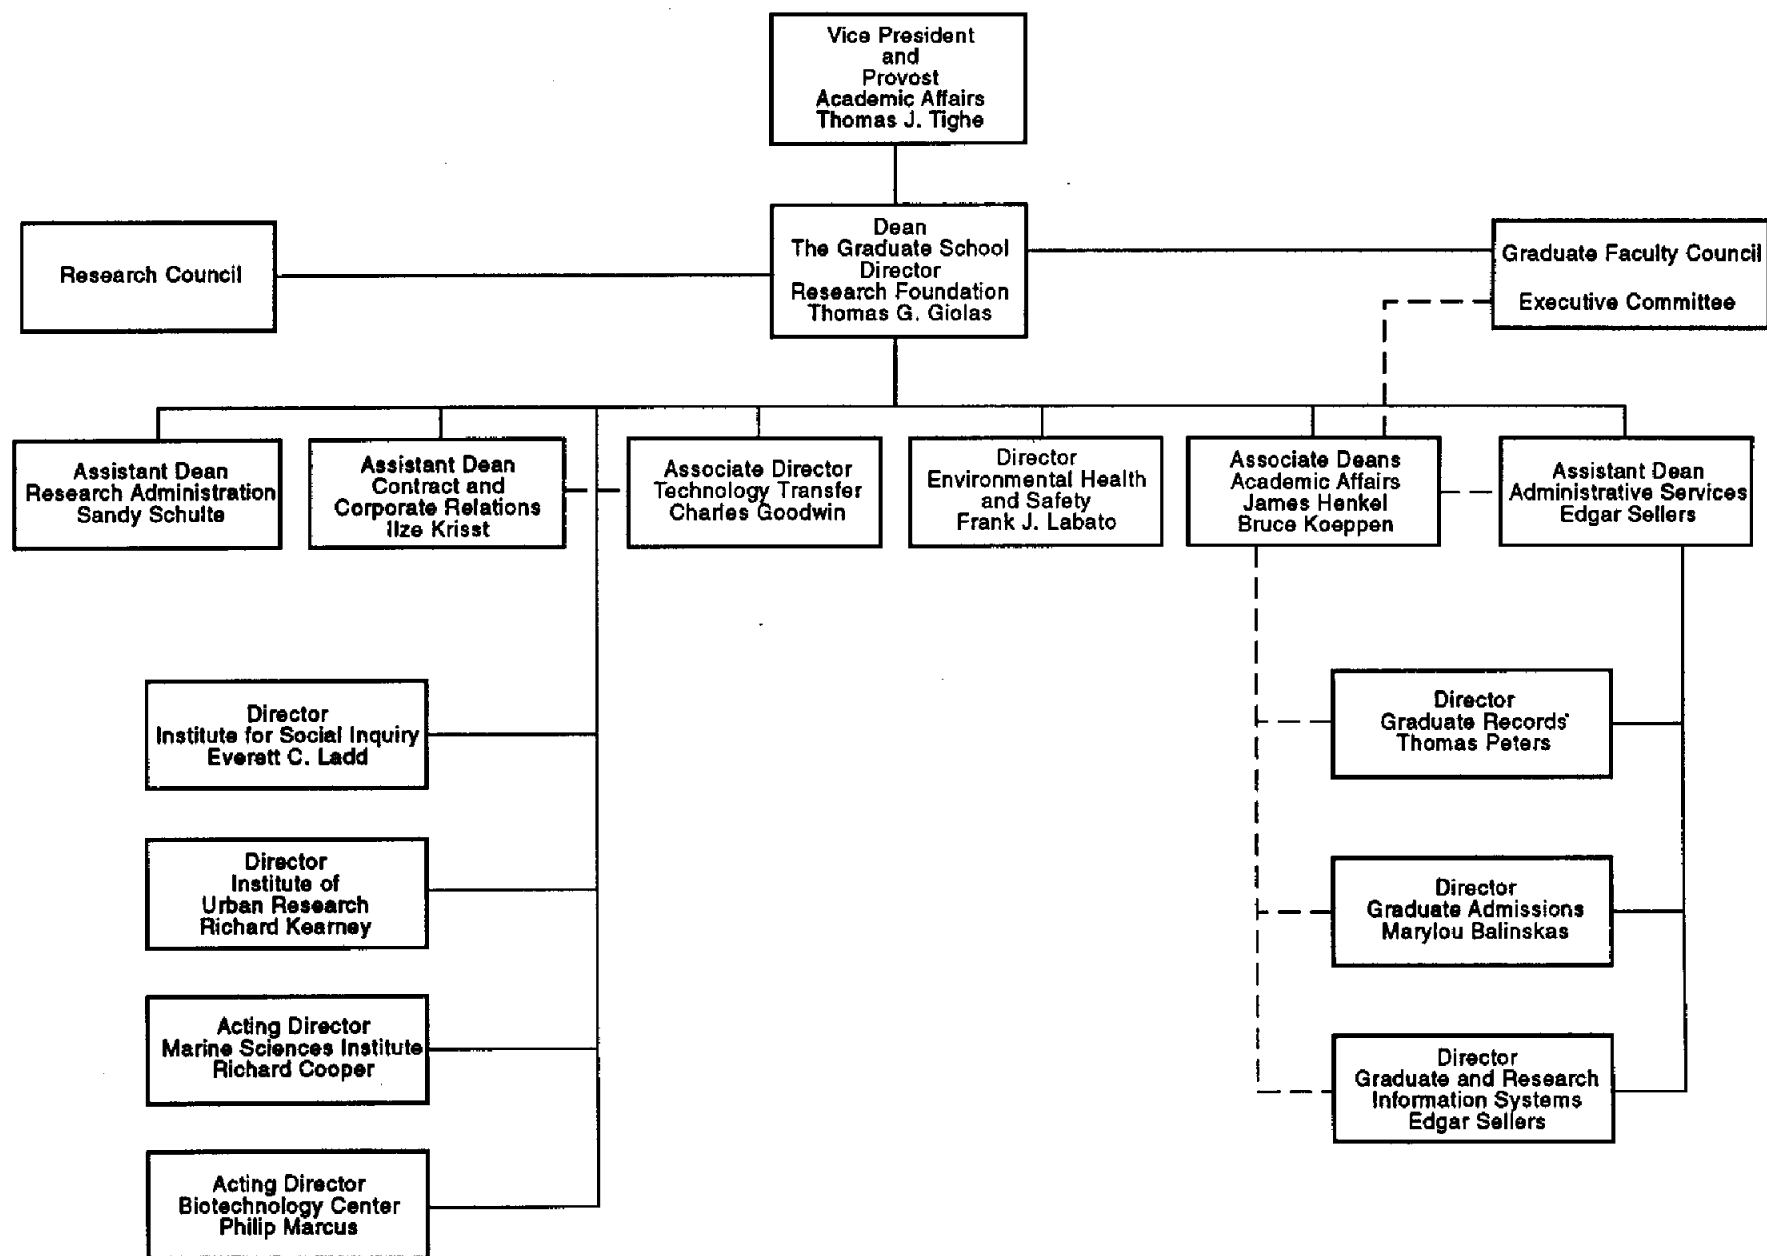 Vice President
and
Provost
Academic Affairs
Thomas J. Tighe
Research Council
Dean
The Graduate School
Director
Research Foundation
Thomas G. Giolas
Graduate Faculty Council
Executive Committee
Assistant Dean
Research Administration
Sandy Schulte
Assistant Dean
Contract and
Corporate Relations
Ilze Krisst
Associate Director
Technology Transfer
Charles Goodwin
Director
Environmental Health
and Safety
Frank J. Labato
Associate Deans
Academic Affairs
James Henkel
Bruce Koeppen
Assistant Dean
Administrative Services
Edgar Sellers
Director
Institute for Social Inquiry
Everett C. Ladd
Director
Institute of
Urban Research
Richard Kearney
Acting Director
Marine Sciences Institute
Richard Cooper
Acting Director
Biotechnology Center
Philip Marcus
Director
Graduate Records
Thomas Peters
Director
Graduate Admissions
Marylou Balinskas
Director
Graduate and Research
Information Systems
Edgar Sellers